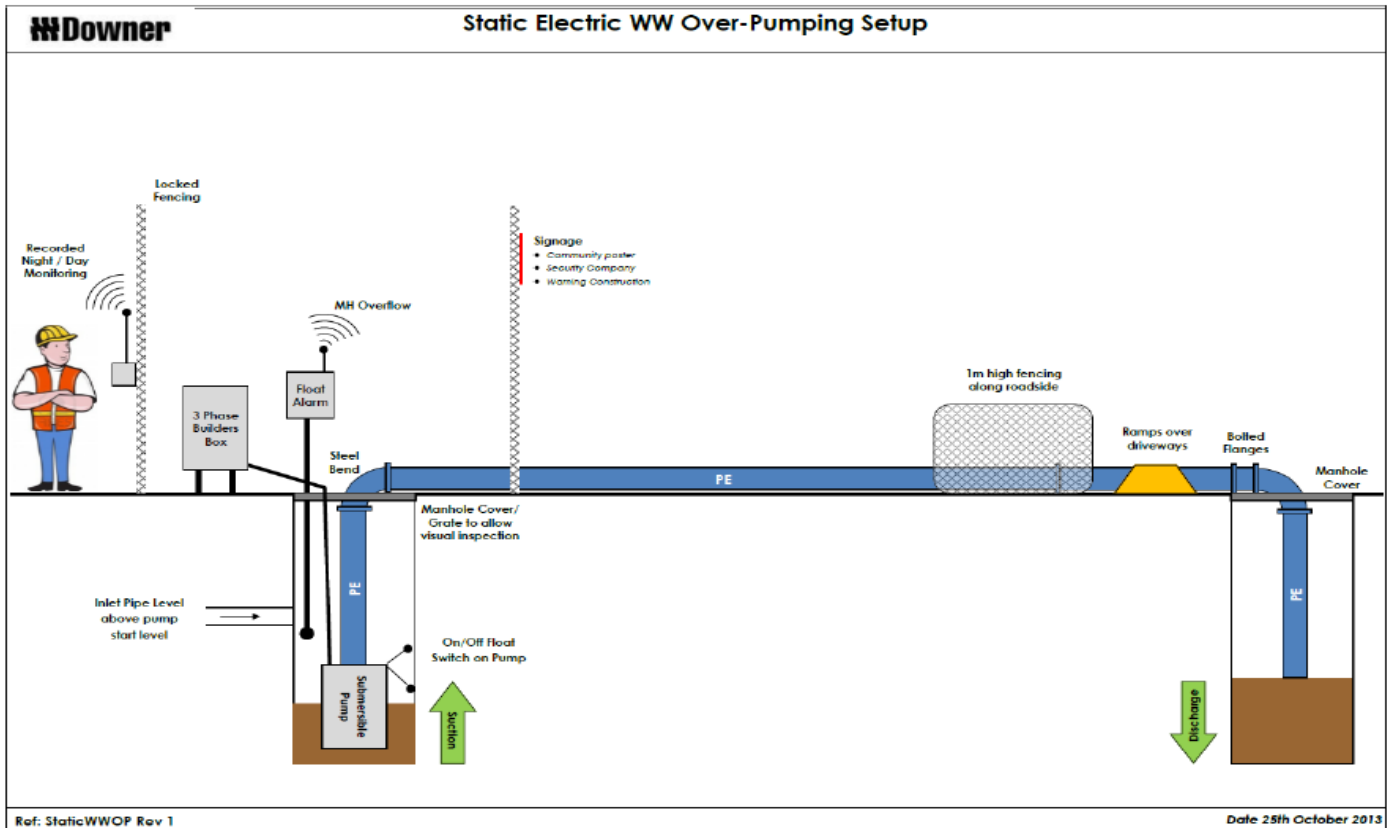 Downer
Static Electric WW Over-Pumping Setup
Locked
Fencing
Recorded
Night / Day
Monitoring
Signage
• Community poster
• Security Company
• Warning Construction
MH Overflow
Float
Alarm
3 Phase
Builders
Box
Steel
Bend
1m high fencing
along roadside
Ramps over
driveways
Bolted
Flanges
Manhole
Cover
PE
Manhole Cover/
Grate to allow
visual inspection
PE
PE
Inlet Pipe Level
above pump
start level
On/Off Float
Switch on Pump
Submersible
Pump
Suction
Discharge
Ref: StaticWWOP Rev 1
Date 25th October 2013